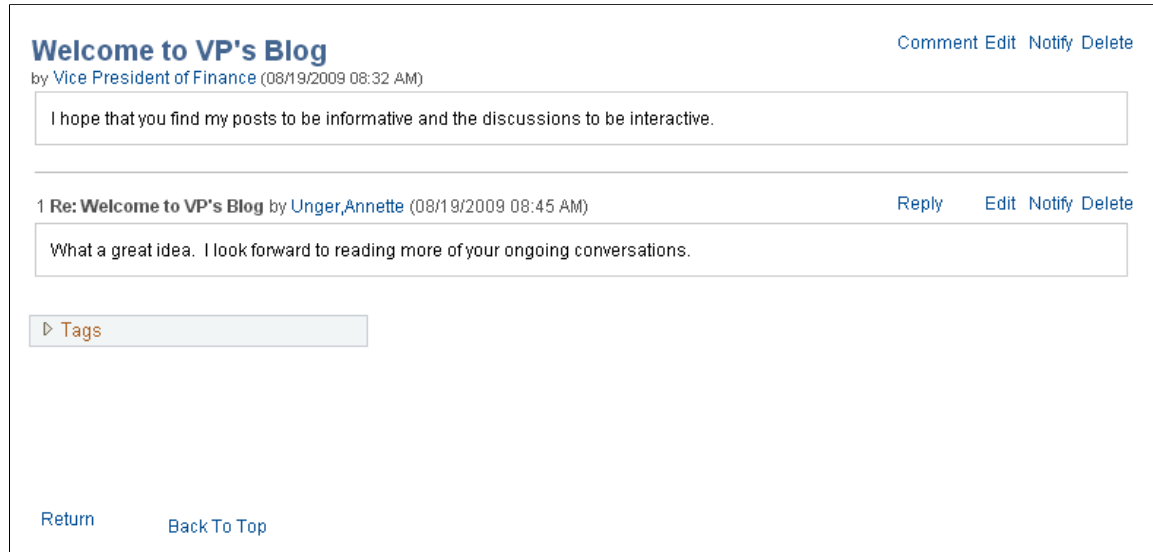 Welcome to VP's Blog
Comment Edit Notify Delete
by Vice President of Finance (08/19/2009 08:32 AM)
I hope that you find my posts to be informative and the discussions to be interactive.
1 Re: Welcome to VP's Blog by Unger,Annette (08/19/2009 08:45 AM)
Reply Edit Notify Delete
What a great idea.  I look forward to reading more of your ongoing conversations.
Tags
Return
Back To Top